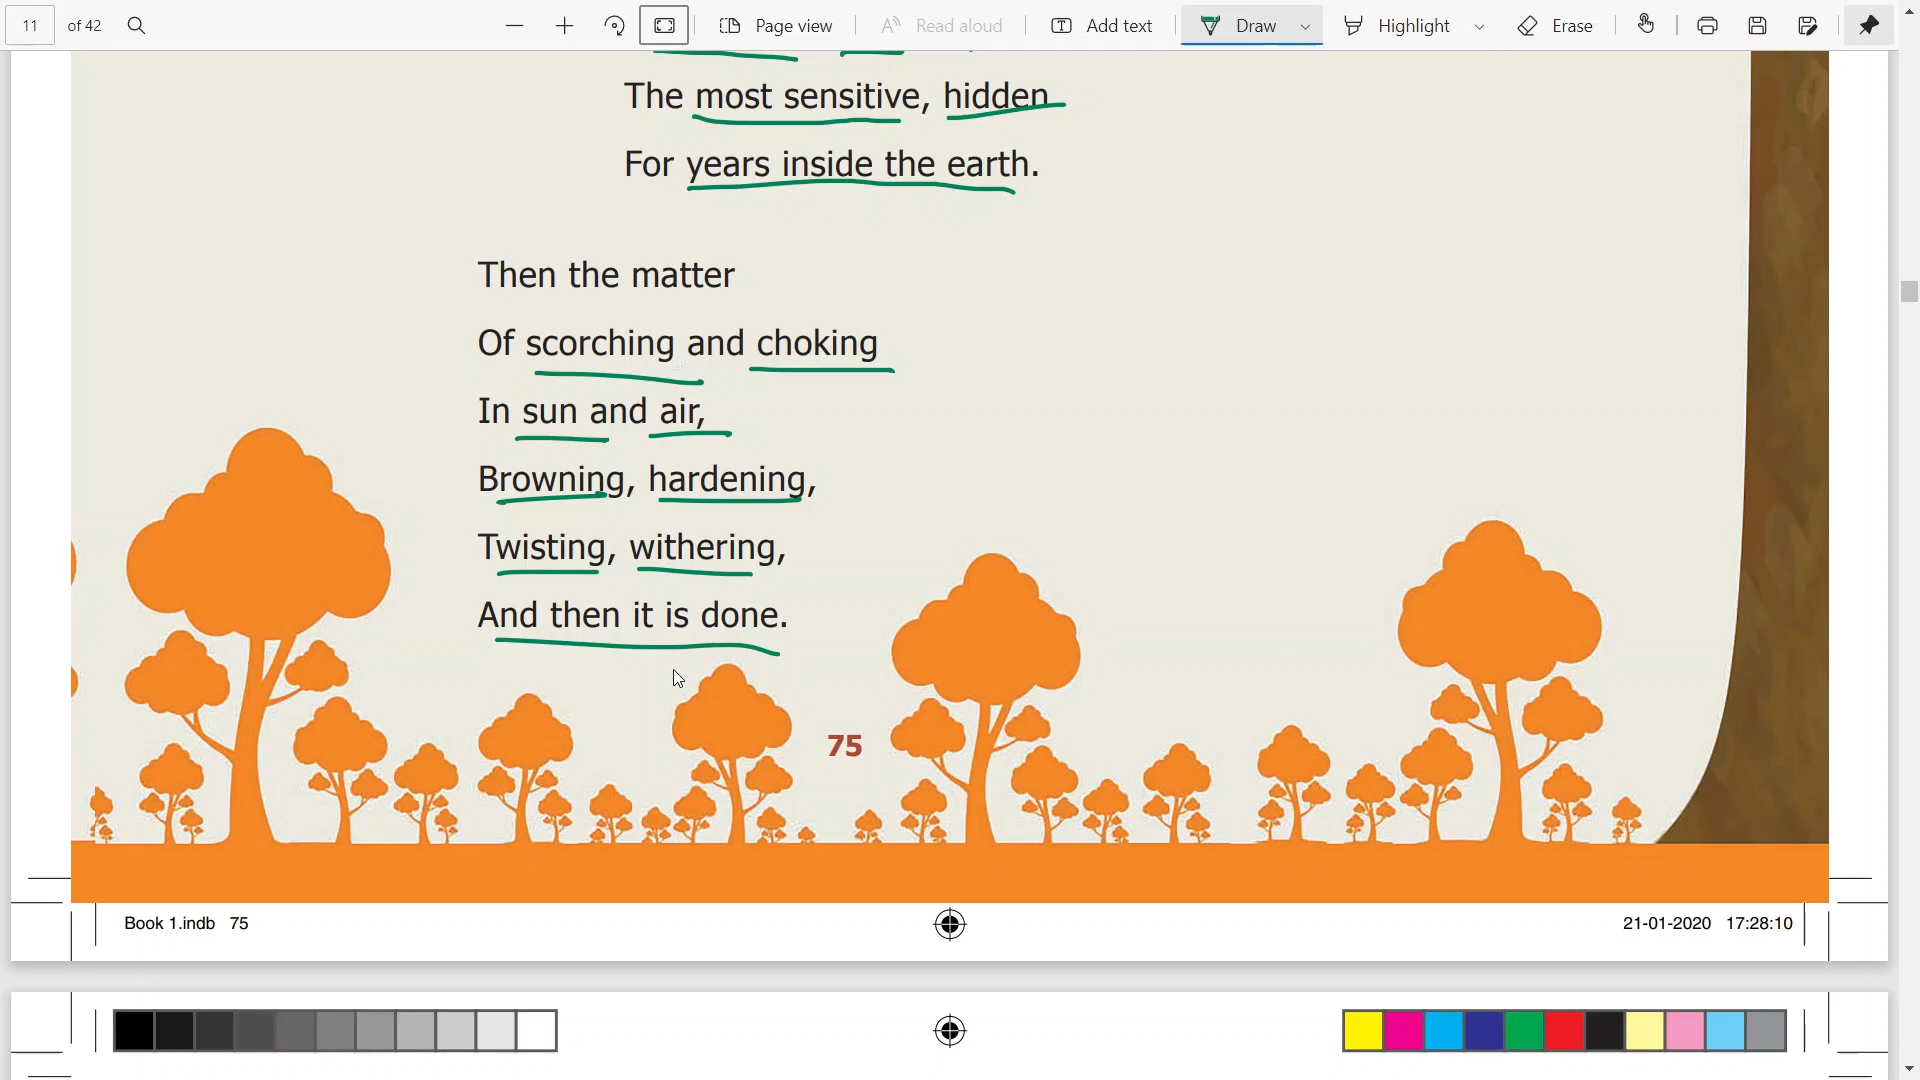 11 of 42 Page view Read aloud Add text Draw Highlight Erase
The most sensitive, hidden
For years inside the earth.
Then the matter
Of scorching and choking
In sun and air,
Browning, hardening,
Twisting, withering,
And then it is done.
75
Book 1.indb 75 21-01-2020 17:28:10